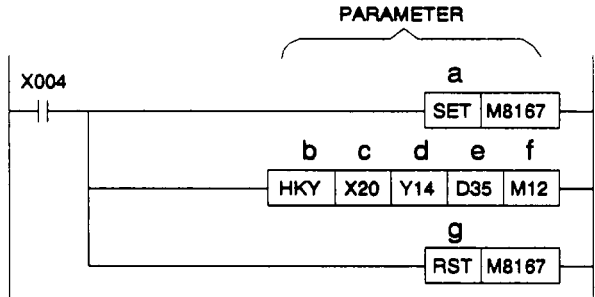 PARAMETER
X004
a
SET M8167
b c d e f
HKY X20 Y14 D35 M12
g
RST M8167